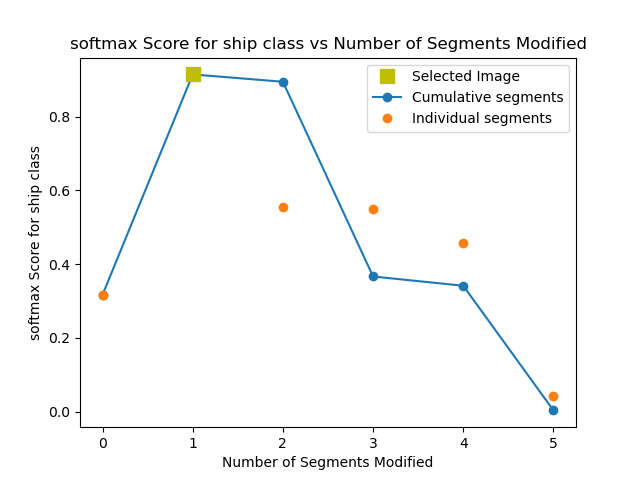 softmax Score for ship class vs Number of Segments Modified
Selected Image
Cumulative segments
Individual segments
softmax Score for ship class
0.8
0.6
0.4
0.2
0.0
0 1 2 3 4 5
Number of Segments Modified